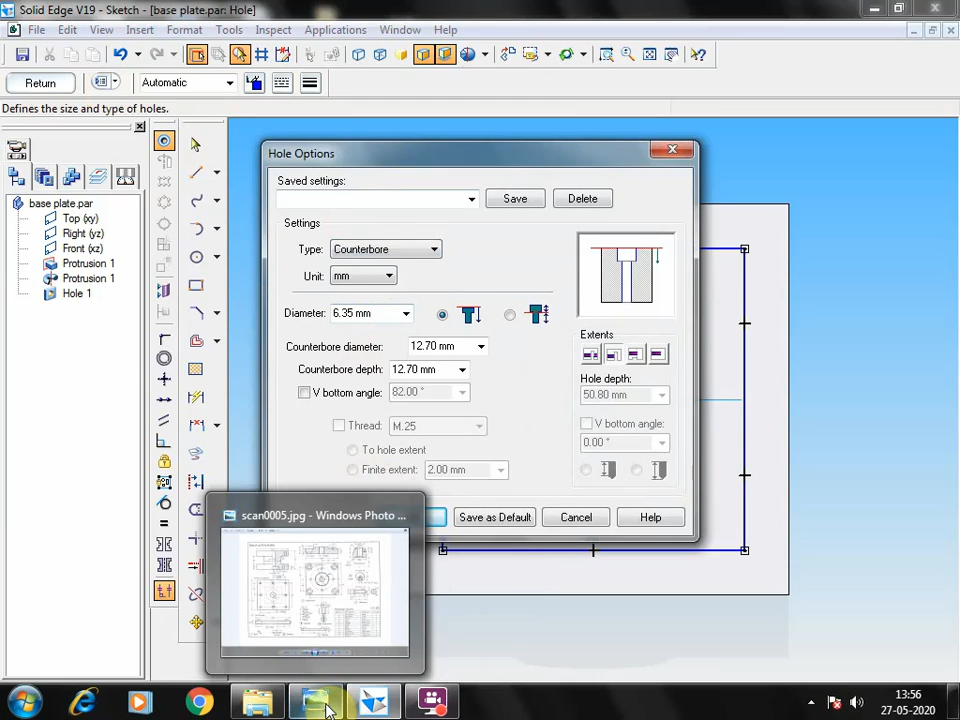 Solid Edge V19 - Sketch - [base plate.par: Hole]
File Edit View Insert Format Tools Inspect Applications Window Help
Return
Automatic
Defines the size and type of holes.
base plate.par
Top (xy)
Right (yz)
Front (xz)
Protrusion 1
Protrusion 1
Hole 1
Hole Options
Saved settings:
Save
Delete
Settings
Type: Counterbore
Unit: mm
Diameter: 6.35 mm
Counterbore diameter: 12.70 mm
Counterbore depth: 12.70 mm
V bottom angle: 82.00 °
Thread: M.25
To hole extent
Finite extent: 2.00 mm
Extents
Hole depth:
50.80 mm
V bottom angle:
0.00 °
Save as Default
Cancel
Help
scan0005.jpg - Windows Photo ...
13:56
27-05-2020